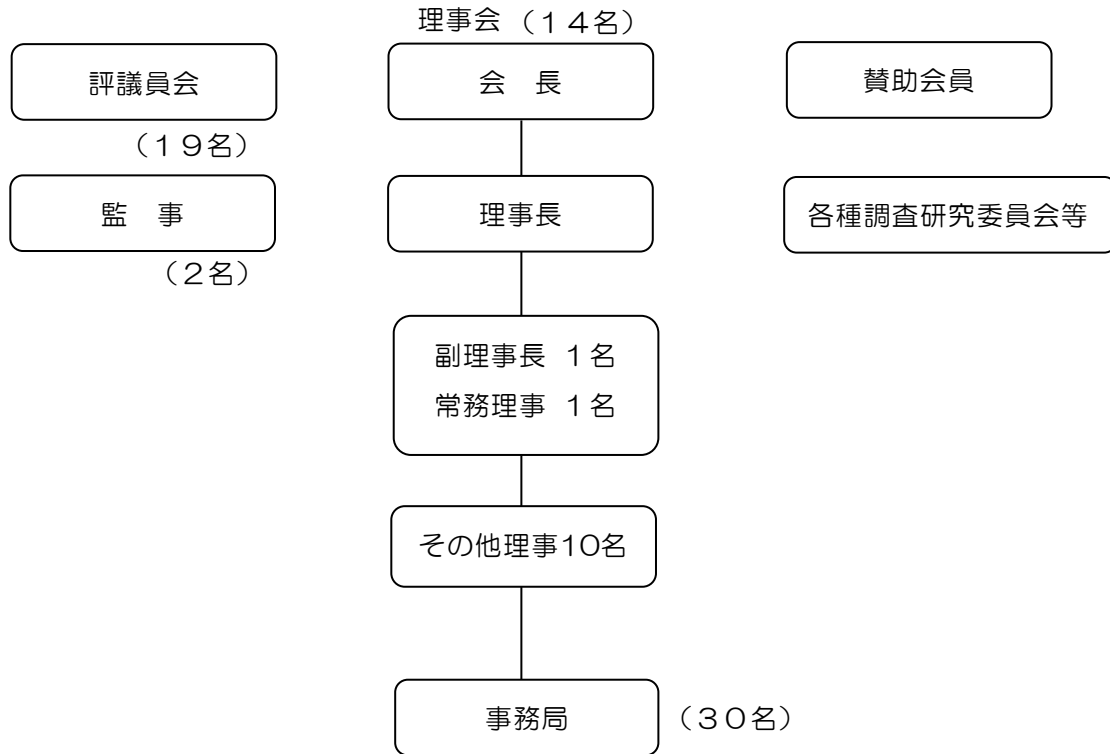 理事会（１４名）
評議員会
会　長
賛助会員
（１９名）
監　事
理事長
各種調査研究委員会等
（２名）
副理事長 １名
常務理事 １名
その他理事10名
事務局
（３０名）